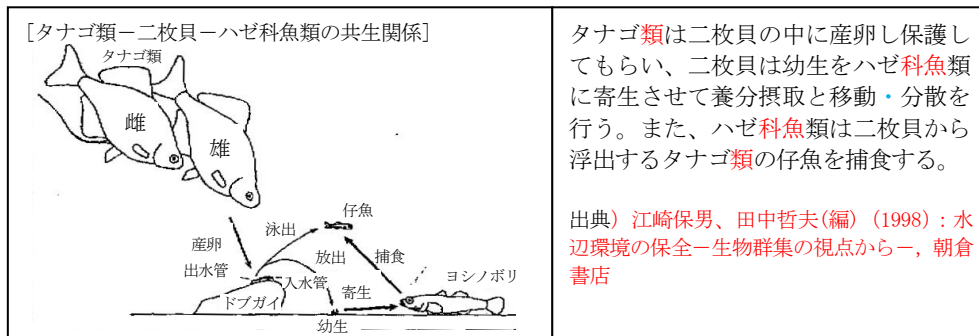 [タナゴ類－二枚貝－ハゼ科魚類の共生関係]
タナゴ類
雌
雄
仔魚
泳出
産卵
放出
捕食
出水管
入水管
ヨシノボリ
ドブガイ
寄生
幼生
タナゴ類は二枚貝の中に産卵し保護し
てもらい、二枚貝は幼生をハゼ科魚類
に寄生させて養分摂取と移動・分散を
行う。また、ハゼ科魚類は二枚貝から
浮出するタナゴ類の仔魚を捕食する。
出典）江崎保男、田中哲夫(編) (1998)：水
辺環境の保全－生物群集の視点から－, 朝倉
書店